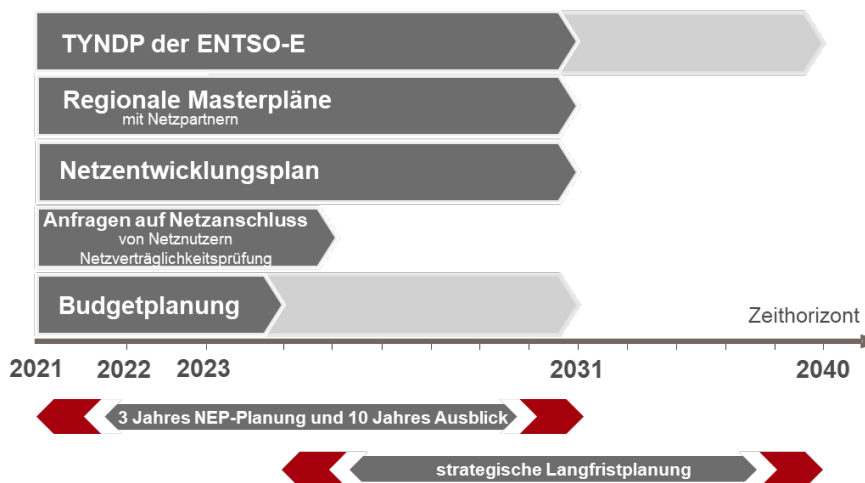 TYNDP der ENTSO-E
Regionale Masterpläne
mit Netzpartnern
Netzentwicklungsplan
Anfragen auf Netzanschluss
von Netznutzern
Netzverträglichkeitsprüfung
Budgetplanung
Zeithorizont
2021 2022 2023 2031 2040
3 Jahres NEP-Planung und 10 Jahres Ausblick
strategische Langfristplanung